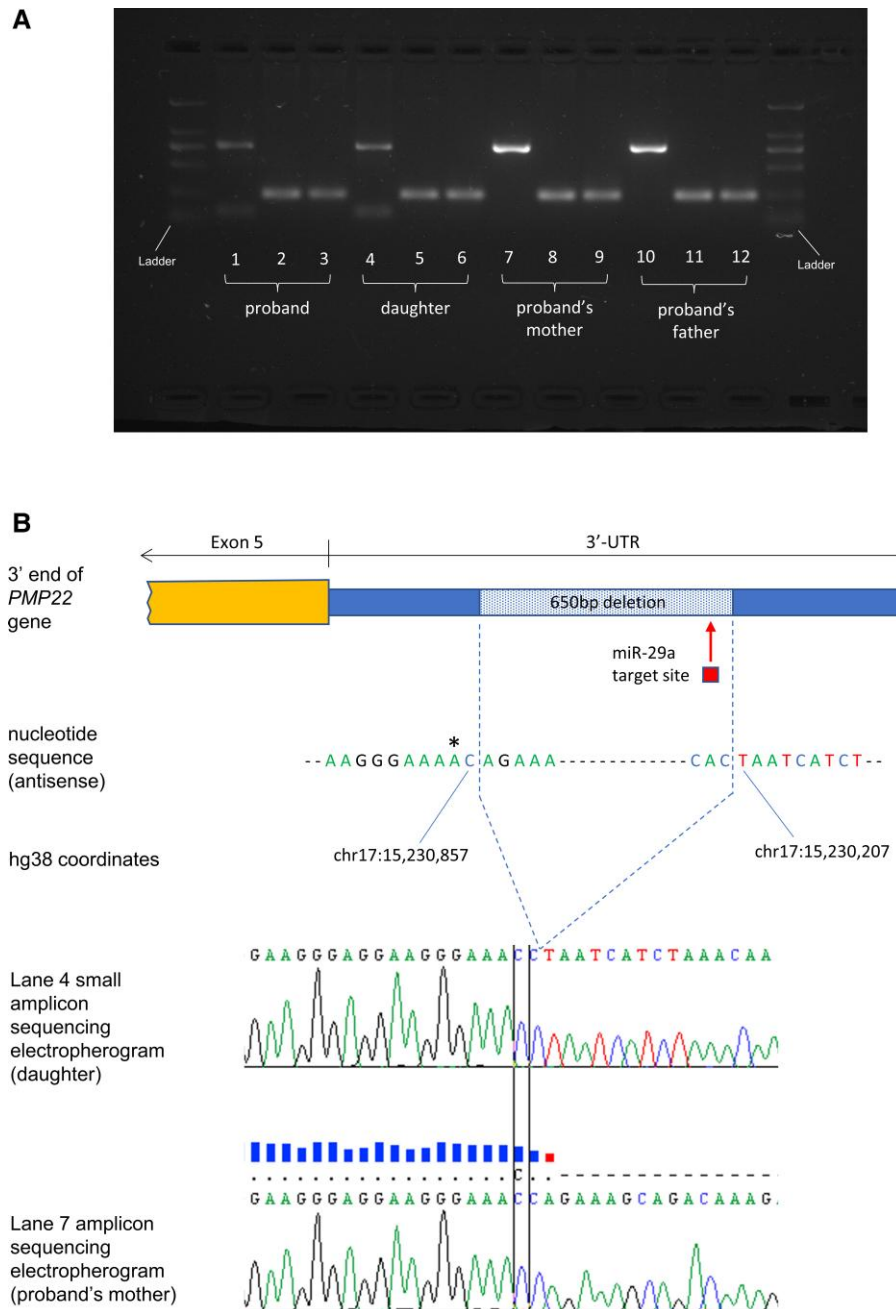 A
Ladder
1 2 3 4 5 6 7 8 9 10 11 12
Ladder
proband daughter proband's mother proband's father
B
Exon 5 3'-UTR
3' end of PMP22 gene
650bp deletion
miR-29a
target site
nucleotide
sequence
(antisense)
*
--AAGGGAAAACAGAAA-----------CACTAATCATCT--
hg38 coordinates
chr17:15,230,857 chr17:15,230,207
Lane 4 small
amplicon
sequencing
electropherogram
(daughter)
GAAGGGAGGAAGGGAAACCTAATCATCTAAACAA
C
GAAGGGAGGAAGGGAAACCAGAAAGCAGACAAAG
Lane 7 amplicon
sequencing
electropherogram
(proband's mother)